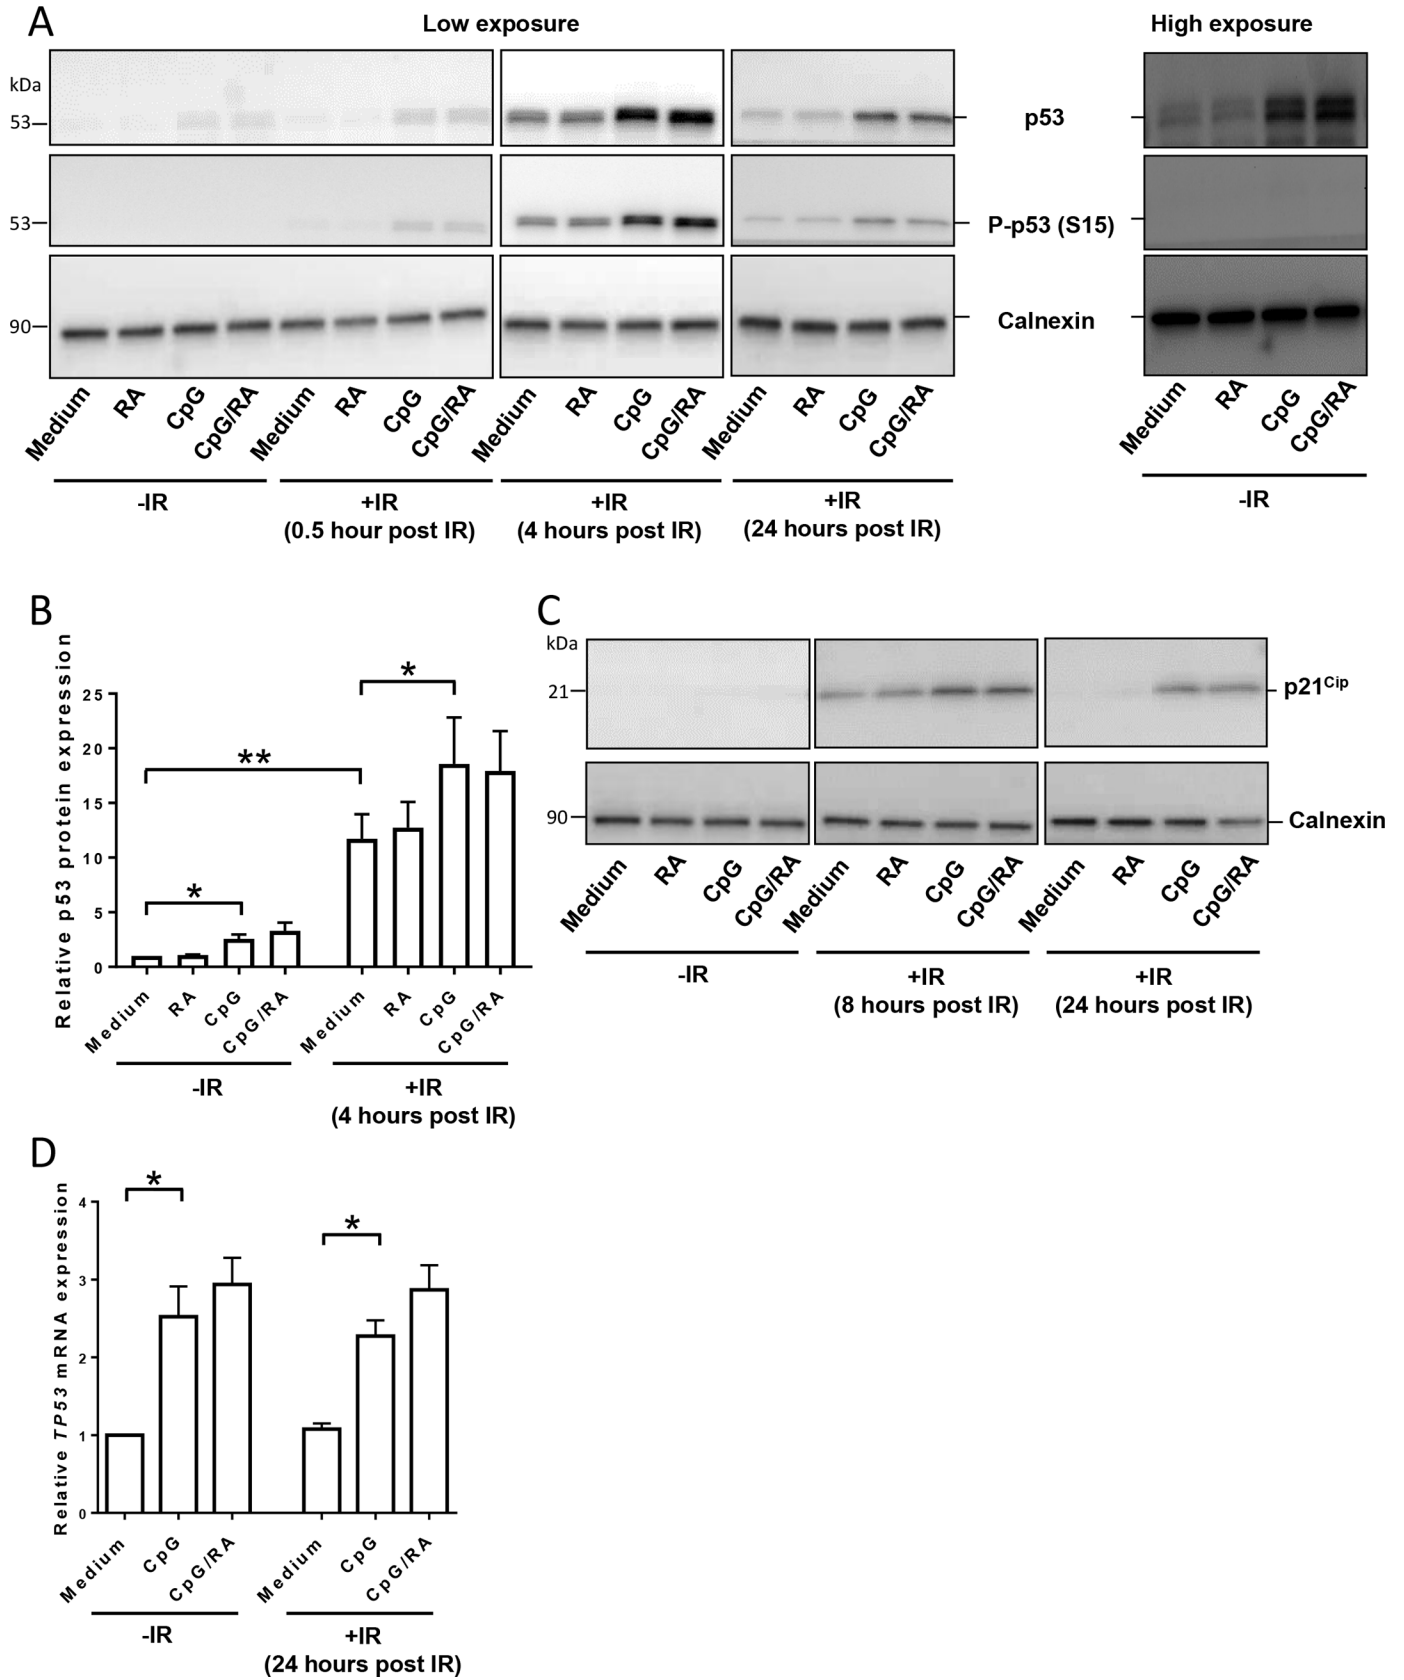 A
Low exposure
High exposure
kDa
53
p53
53
P-p53 (S15)
90
Calnexin
Medium
RA
CpG
CpG/RA
Medium
RA
CpG
CpG/RA
Medium
RA
CpG
CpG/RA
Medium
RA
CpG
CpG/RA
Medium
RA
CpG
CpG/RA
-IR
+IR
(0.5 hour post IR)
+IR
(4 hours post IR)
+IR
(24 hours post IR)
-IR
B
Relative p53 protein expression
25
20
15
10
5
0
*
**
*
Medium
RA
CpG
CpG/RA
Medium
RA
CpG
CpG/RA
-IR
+IR
(4 hours post IR)
C
kDa
21
p21Cip
90
Calnexin
Medium
RA
CpG
CpG/RA
Medium
RA
CpG
CpG/RA
Medium
RA
CpG
CpG/RA
-IR
+IR
(8 hours post IR)
+IR
(24 hours post IR)
D
Relative TP53 mRNA expression
4
3
2
1
0
*
*
Medium
CpG
CpG/RA
Medium
CpG
CpG/RA
-IR
+IR
(24 hours post IR)